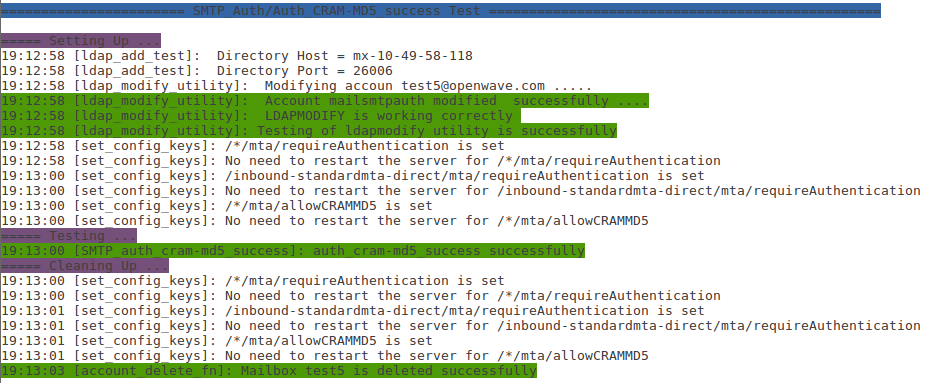 ====================== SMTP Auth/Auth_CRAM-MD5_success Test ================================================
===== Setting Up ...
19:12:58 [ldap_add_test]:  Directory Host = mx-10-49-58-118
19:12:58 [ldap_add_test]:  Directory Port = 26006
19:12:58 [ldap_modify_utility]:  Modifying accoun test5@openwave.com .....
19:12:58 [ldap_modify_utility]:  Account mailsmtpauth modified  successfully ....
19:12:58 [ldap_modify_utility]:  LDAPMODIFY is working correctly
19:12:58 [ldap_modify_utility]: Testing of ldapmodify utility is successfully
19:12:58 [set_config_keys]: /*/mta/requireAuthentication is set
19:12:58 [set_config_keys]: No need to restart the server for /*/mta/requireAuthentication
19:13:00 [set_config_keys]: /inbound-standardmta-direct/mta/requireAuthentication is set
19:13:00 [set_config_keys]: No need to restart the server for /inbound-standardmta-direct/mta/requireAuthentication
19:13:00 [set_config_keys]: /*/mta/allowCRAMMD5 is set
19:13:00 [set_config_keys]: No need to restart the server for /*/mta/allowCRAMMD5
===== Testing ...
19:13:00 [SMTP_auth_cram-md5_success]: auth_cram-md5_success successfully
===== Cleaning Up ...
19:13:00 [set_config_keys]: /*/mta/requireAuthentication is set
19:13:00 [set_config_keys]: No need to restart the server for /*/mta/requireAuthentication
19:13:01 [set_config_keys]: /inbound-standardmta-direct/mta/requireAuthentication is set
19:13:01 [set_config_keys]: No need to restart the server for /inbound-standardmta-direct/mta/requireAuthentication
19:13:01 [set_config_keys]: /*/mta/allowCRAMMD5 is set
19:13:01 [set_config_keys]: No need to restart the server for /*/mta/allowCRAMMD5
19:13:03 [account_delete_fn]: Mailbox test5 is deleted successfully